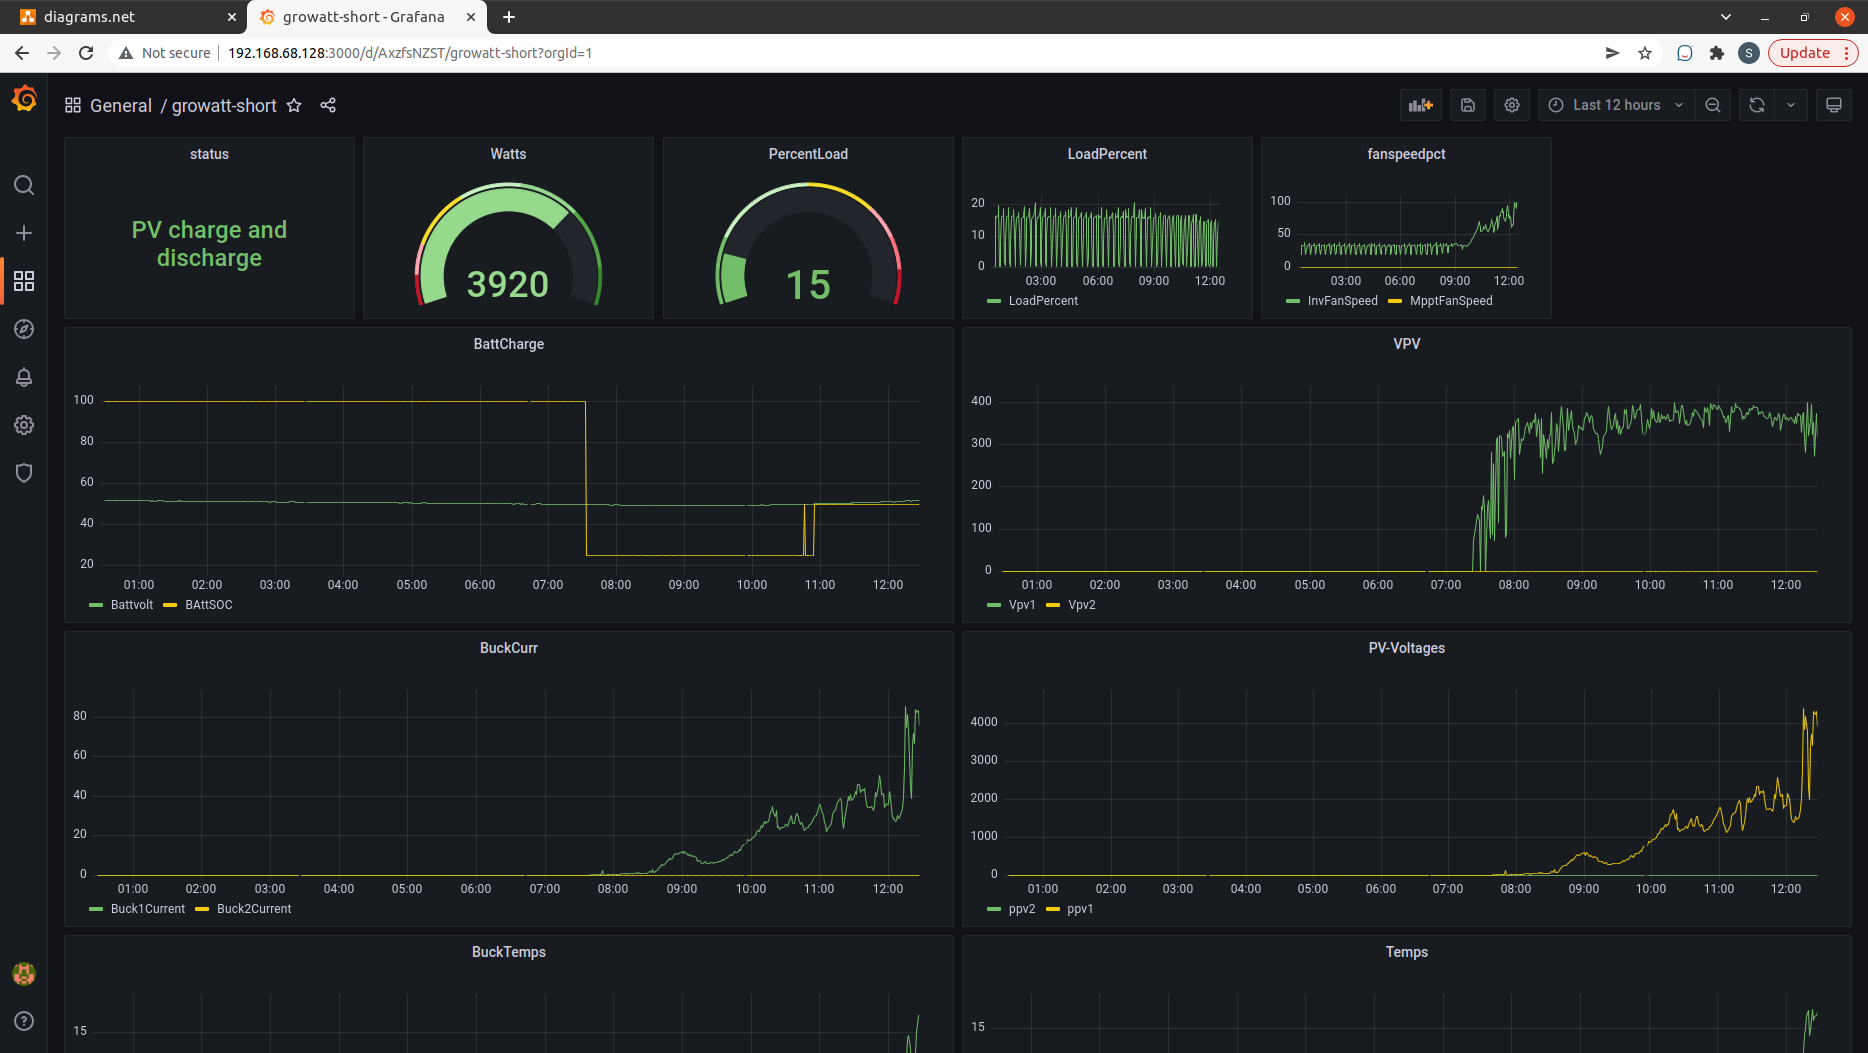 diagrams.net
growatt-short - Grafana
Not secure
192.168.68.128:3000/d/AxzfsNZST/growatt-short?orgId=1
S
Update
General / growatt-short
Last 12 hours
status
PV charge and
discharge
Watts
3920
PercentLoad
15
LoadPercent
20
10
0
03:00 06:00 09:00 12:00
LoadPercent
fanspeedpct
100
50
0
03:00 06:00 09:00 12:00
InvFanSpeed MpptFanSpeed
BattCharge
100
80
60
40
20
01:00 02:00 03:00 04:00 05:00 06:00 07:00 08:00 09:00 10:00 11:00 12:00
Battvolt BAttSOC
VPV
400
300
200
100
0
01:00 02:00 03:00 04:00 05:00 06:00 07:00 08:00 09:00 10:00 11:00 12:00
Vpv1 Vpv2
BuckCurr
80
60
40
20
0
01:00 02:00 03:00 04:00 05:00 06:00 07:00 08:00 09:00 10:00 11:00 12:00
Buck1Current Buck2Current
PV-Voltages
4000
3000
2000
1000
0
01:00 02:00 03:00 04:00 05:00 06:00 07:00 08:00 09:00 10:00 11:00 12:00
ppv2 ppv1
BuckTemps
15
Temps
15